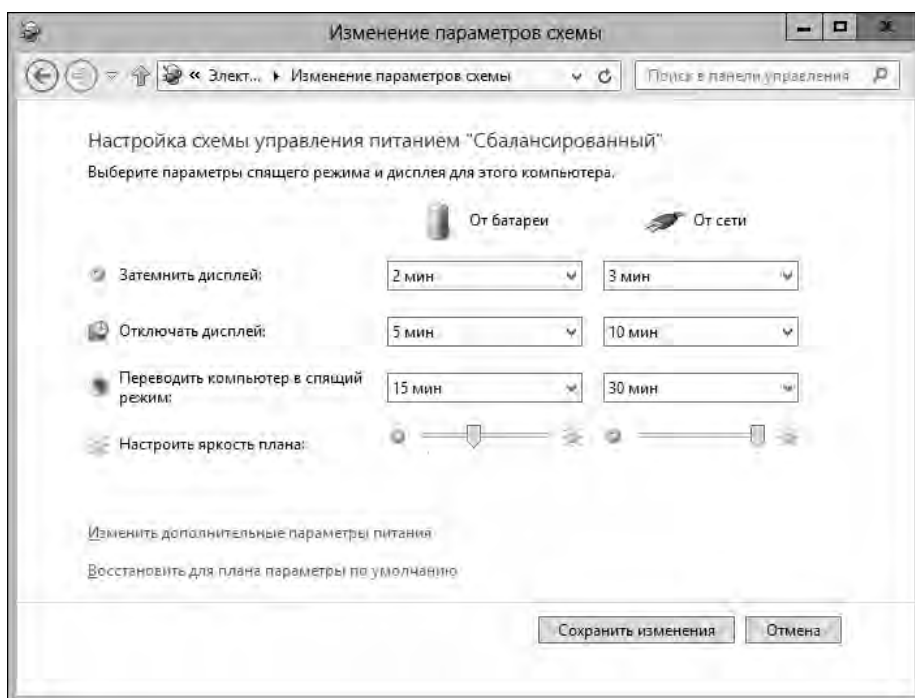 Изменение параметров схемы
« Элект... ▸ Изменение параметров схемы
Поиск в панели управления
Настройка схемы управления питанием "Сбалансированный"
Выберите параметры спящего режима и дисплея для этого компьютера.
От батареи От сети
Затемнить дисплей: 2 мин 3 мин
Отключать дисплей: 5 мин 10 мин
Переводить компьютер в спящий
режим: 15 мин 30 мин
Настроить яркость плана:
Изменить дополнительные параметры питания
Восстановить для плана параметры по умолчанию
Сохранить изменения Отмена